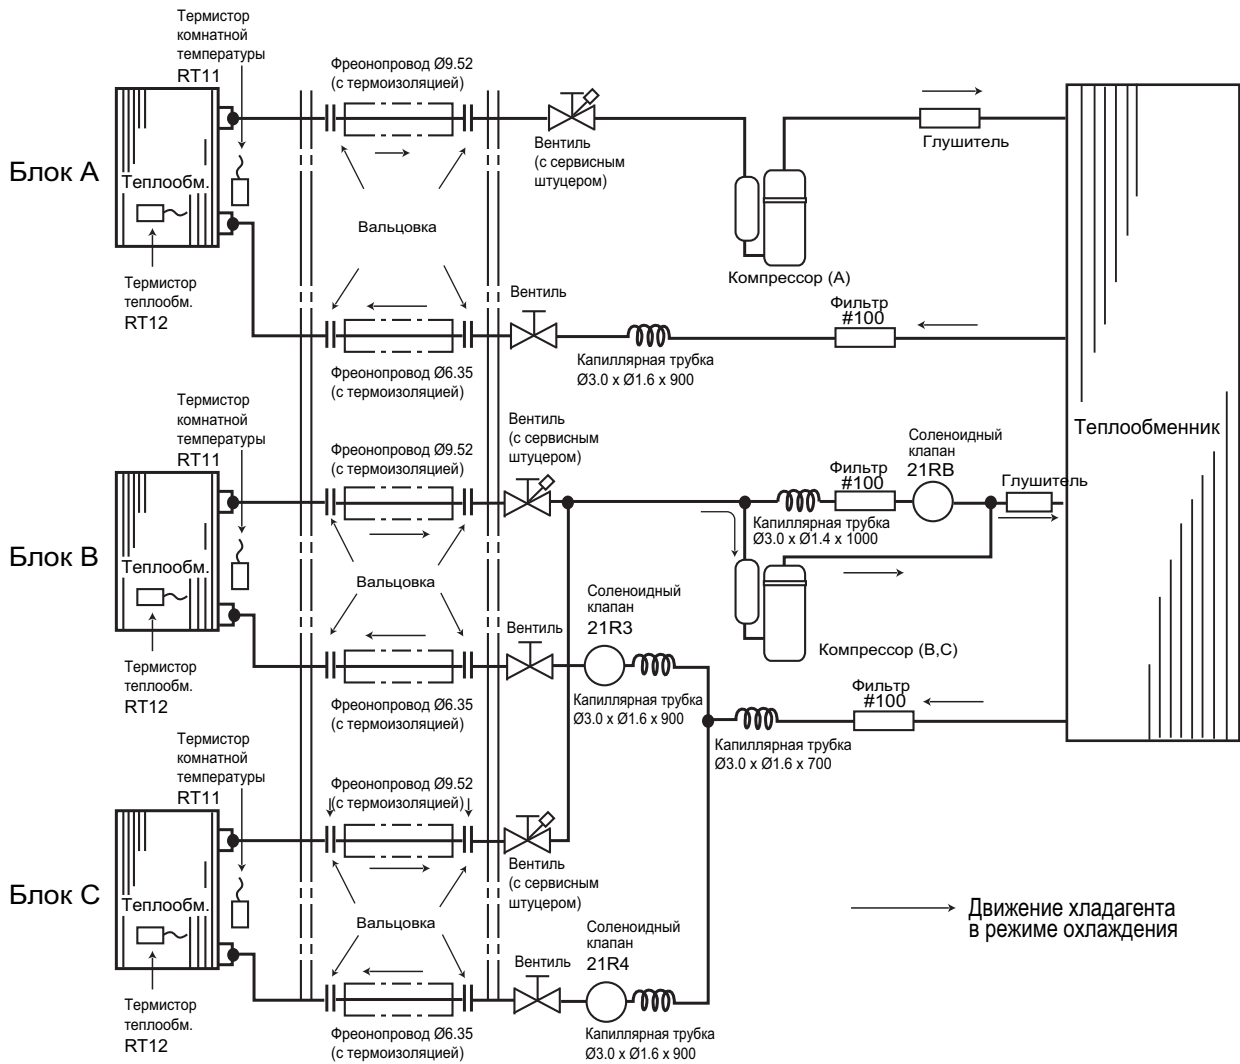 Термистор
комнатной
температуры
RT11
Фреонопровод Ø9.52
(с термоизоляцией)
Вентиль
(с сервисным
штуцером)
Глушитель
Блок A
Теплообм.
Вальцовка
Компрессор (A)
Термистор
теплообм.
RT12
Вентиль
Фильтр
#100
Капиллярная трубка
Ø3.0 x Ø1.6 x 900
Фреонопровод Ø6.35
(с термоизоляцией)
Теплообменник
Термистор
комнатной
температуры
RT11
Фреонопровод Ø9.52
(с термоизоляцией)
Вентиль
(с сервисным
штуцером)
Фильтр
#100
Соленоидный
клапан
21RB
Глушитель
Капиллярная трубка
Ø3.0 x Ø1.4 x 1000
Блок B
Теплообм.
Вальцовка
Соленоидный
клапан
21R3
Вентиль
Компрессор (B,C)
Термистор
теплообм.
RT12
Фреонопровод Ø6.35
(с термоизоляцией)
Капиллярная трубка
Ø3.0 x Ø1.6 x 900
Фильтр
#100
Капиллярная трубка
Ø3.0 x Ø1.6 x 700
Термистор
комнатной
температуры
RT11
Фреонопровод Ø9.52
(с термоизоляцией)
Вентиль
(с сервисным
штуцером)
Блок C
Теплообм.
Вальцовка
Соленоидный
клапан
21R4
Вентиль
Движение хладагента
в режиме охлаждения
Термистор
теплообм.
RT12
Фреонопровод Ø6.35
(с термоизоляцией)
Капиллярная трубка
Ø3.0 x Ø1.6 x 900